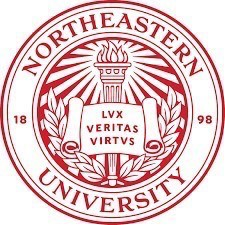 NORTHEASTERN
LVX
18 VERITAS 98
VIRTVS
UNIVERSITY